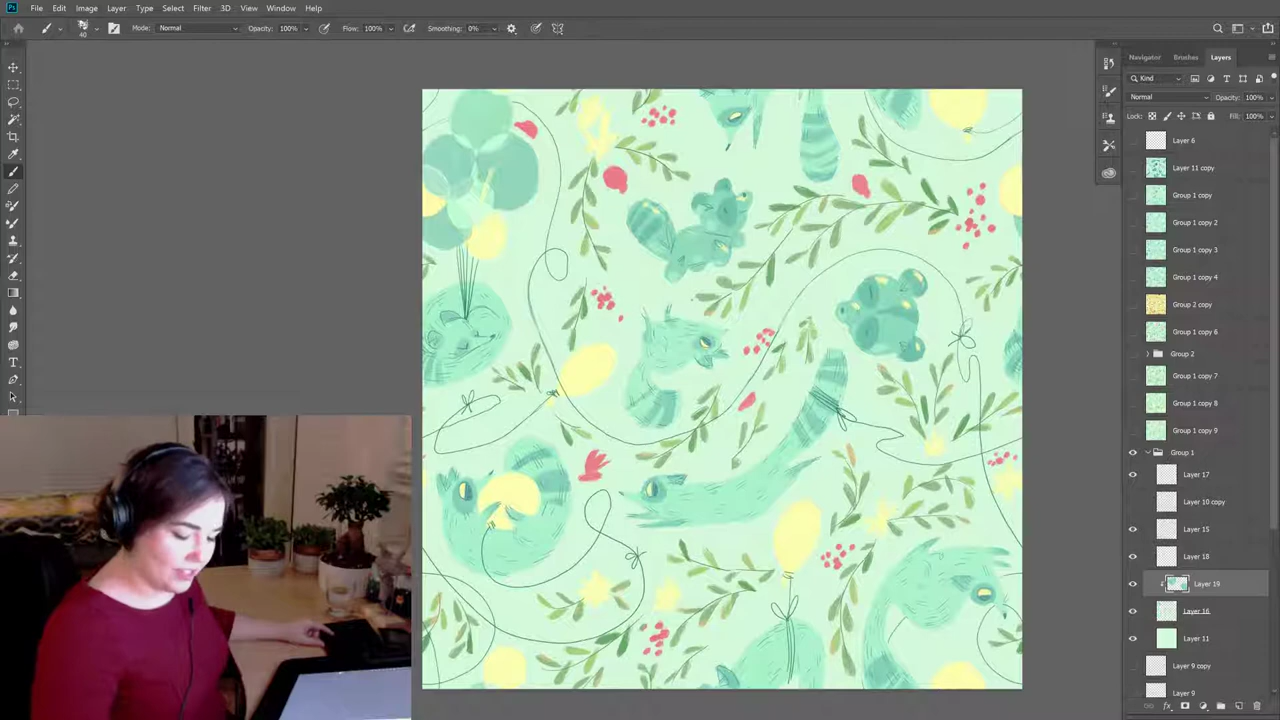 Ps File Edit Image Layer Type Select Filter 3D View Window Help
40 Mode: Normal Opacity: 100% Flow: 100% Smoothing: 0%
Navigator Brushes Layers
Kind
Normal Opacity: 100%
Lock: Fill: 100%
Layer 6
Layer 11 copy
Group 1 copy
Group 1 copy 2
Group 1 copy 3
Group 1 copy 4
Group 2 copy
Group 1 copy 6
Group 2
Group 1 copy 7
Group 1 copy 8
Group 1 copy 9
Group 1
Layer 17
Layer 10 copy
Layer 15
Layer 18
Layer 19
Layer 16
Layer 11
Layer 9 copy
Layer 9
fx